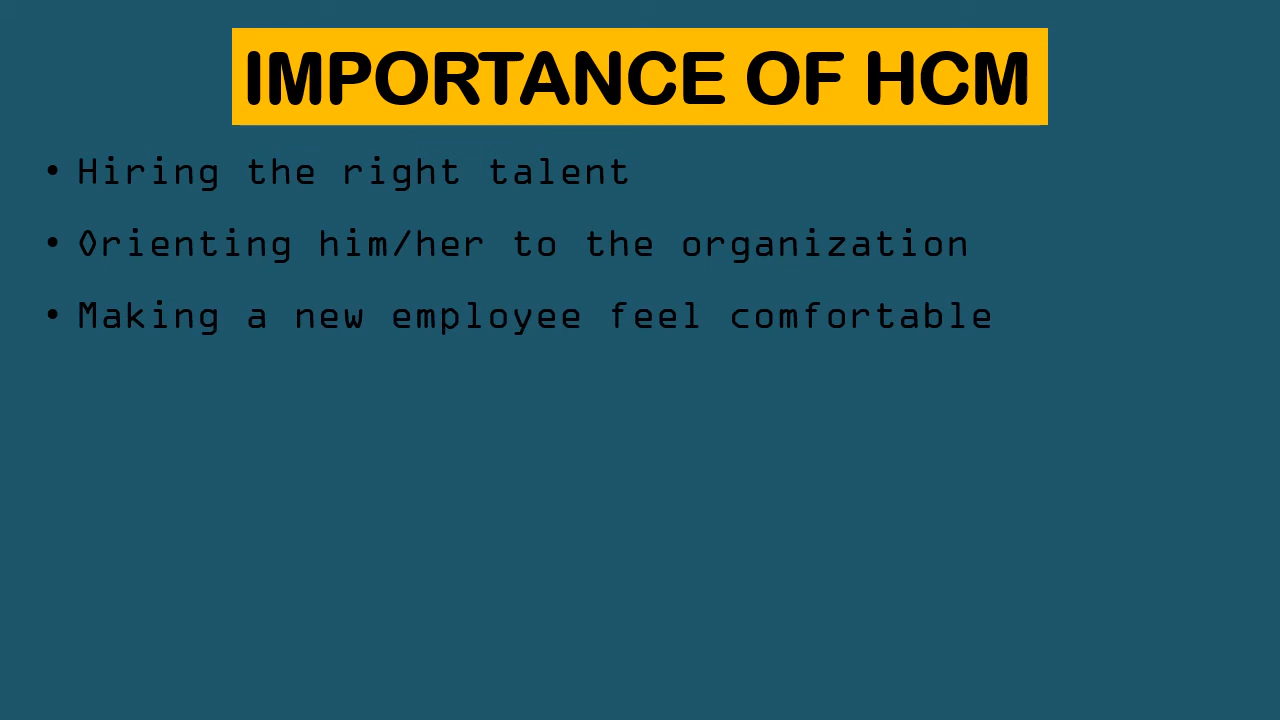 IMPORTANCE OF HCM
• Hiring the right talent
• Orienting him/her to the organization
• Making a new employee feel comfortable